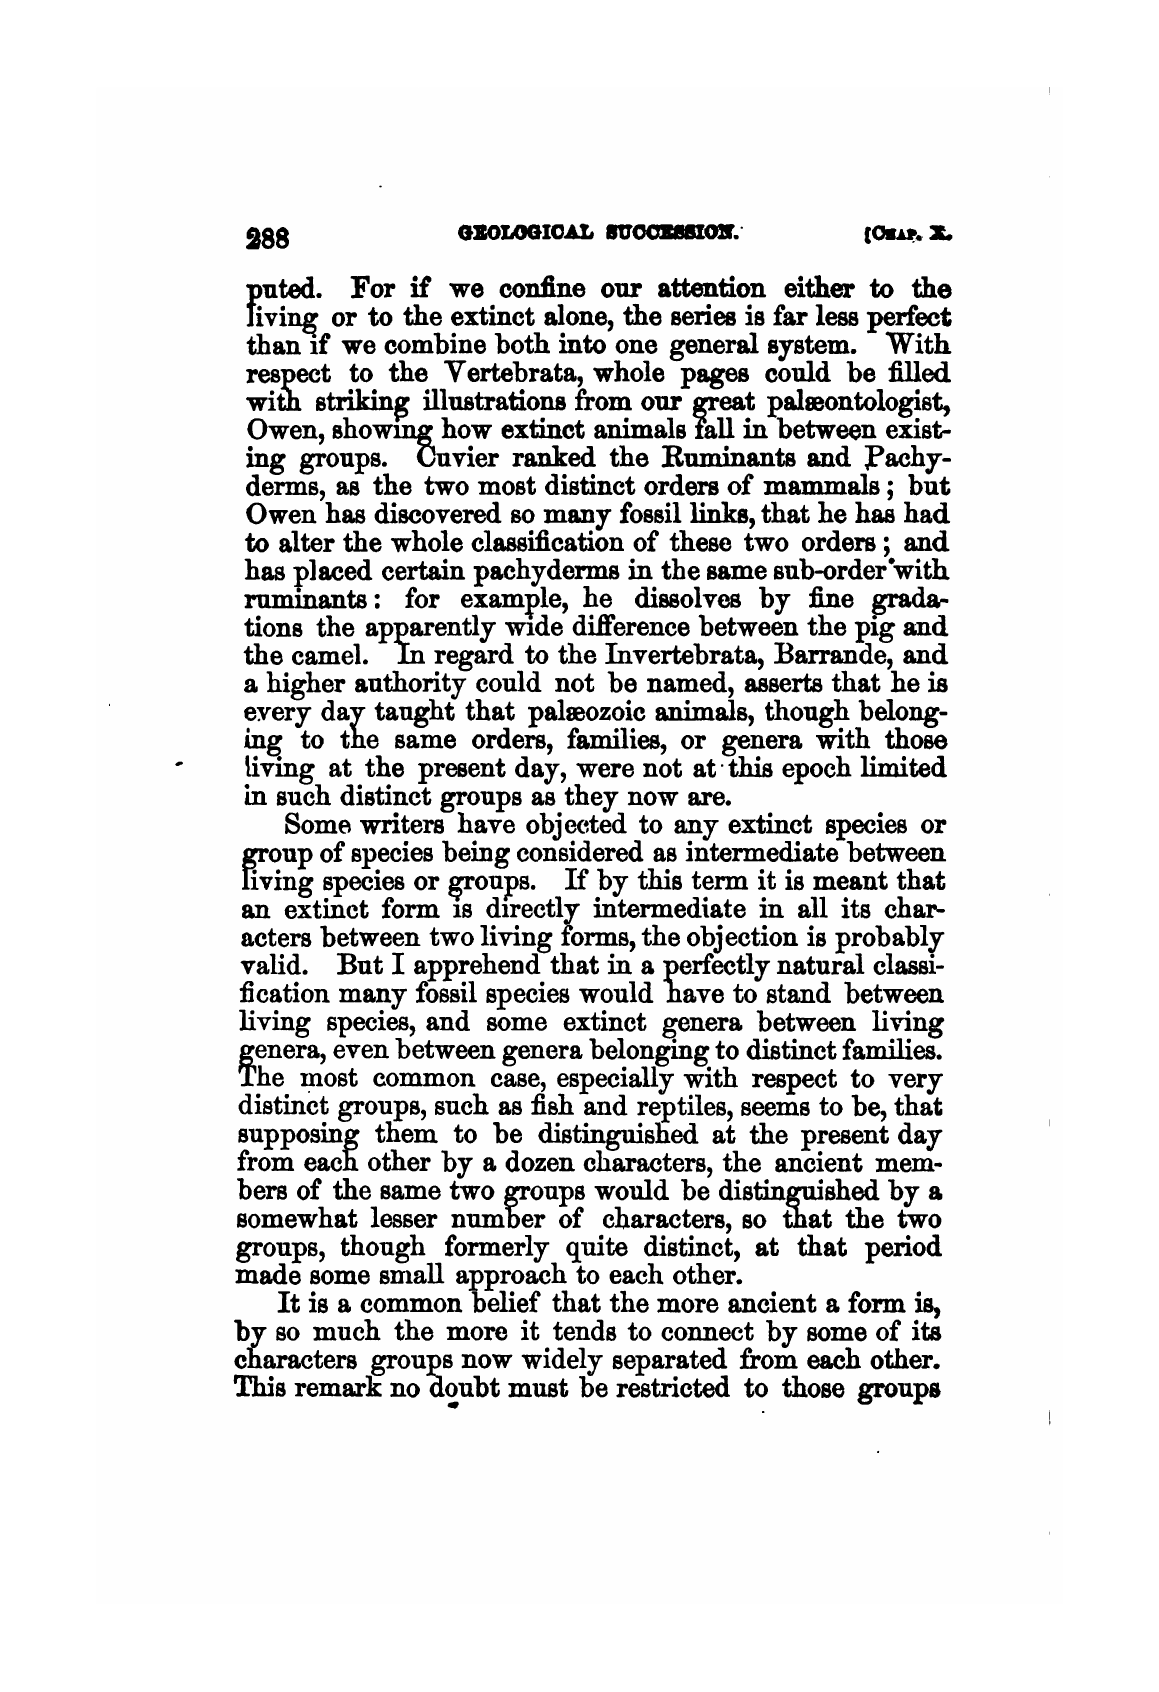 288 GEOLOGICAL SUCCESSION. [CHAP. X.
puted. For if we confine our attention either to the
living or to the extinct alone, the series is far less perfect
than if we combine both into one general system. With
respect to the Vertebrata, whole pages could be filled
with striking illustrations from our great palæontologist,
Owen, showing how extinct animals fall in between exist-
ing groups. Cuvier ranked the Ruminants and Pachy-
derms, as the two most distinct orders of mammals; but
Owen has discovered so many fossil links, that he has had
to alter the whole classification of these two orders; and
has placed certain pachyderms in the same sub-order with
ruminants: for example, he dissolves by fine grada-
tions the apparently wide difference between the pig and
the camel. In regard to the Invertebrata, Barrande, and
a higher authority could not be named, asserts that he is
every day taught that palæozoic animals, though belong-
ing to the same orders, families, or genera with those
living at the present day, were not at this epoch limited
in such distinct groups as they now are.
Some writers have objected to any extinct species or
group of species being considered as intermediate between
living species or groups. If by this term it is meant that
an extinct form is directly intermediate in all its char-
acters between two living forms, the objection is probably
valid. But I apprehend that in a perfectly natural classi-
fication many fossil species would have to stand between
living species, and some extinct genera between living
genera, even between genera belonging to distinct families.
The most common case, especially with respect to very
distinct groups, such as fish and reptiles, seems to be, that
supposing them to be distinguished at the present day
from each other by a dozen characters, the ancient mem-
bers of the same two groups would be distinguished by a
somewhat lesser number of characters, so that the two
groups, though formerly quite distinct, at that period
made some small approach to each other.
It is a common belief that the more ancient a form is,
by so much the more it tends to connect by some of its
characters groups now widely separated from each other.
This remark no doubt must be restricted to those groups